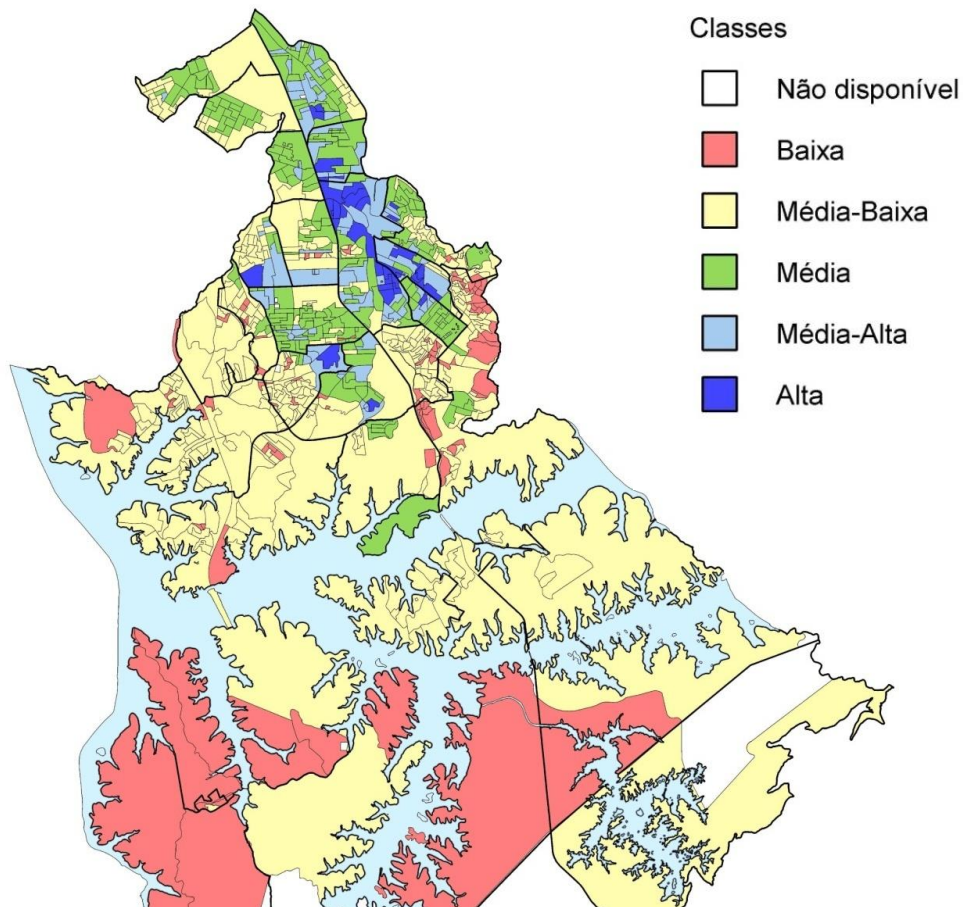 Classes
Não disponível
Baixa
Média-Baixa
Média
Média-Alta
Alta